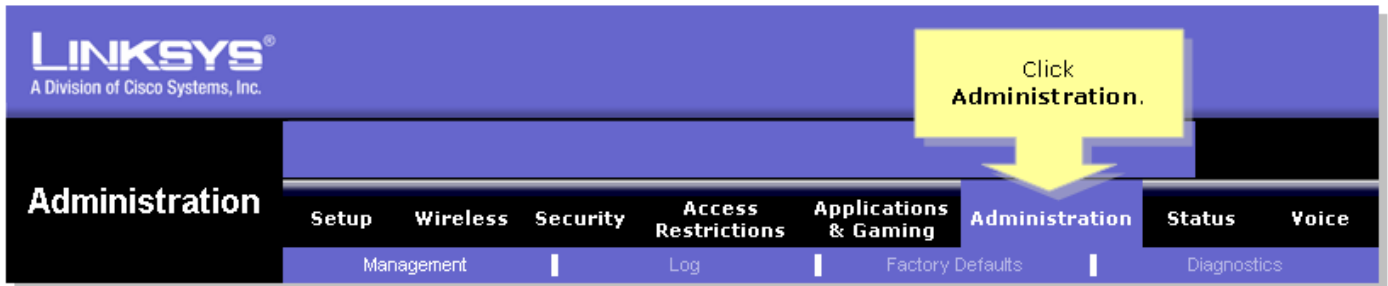 LINKSYS®
A Division of Cisco Systems, Inc.
Click
Administration.
Administration
Setup Wireless Security Access Restrictions Applications & Gaming Administration Status Voice
Management Log Factory Defaults Diagnostics